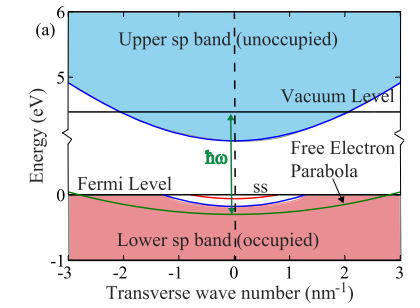 (a)
6
5
0
-1
Energy (eV)
Upper sp band (unoccupied)
Vacuum Level
ħω
Free Electron
Parabola
Fermi Level
ss
Lower sp band (occupied)
-3 -2 -1 0 1 2 3
Transverse wave number (nm⁻¹)